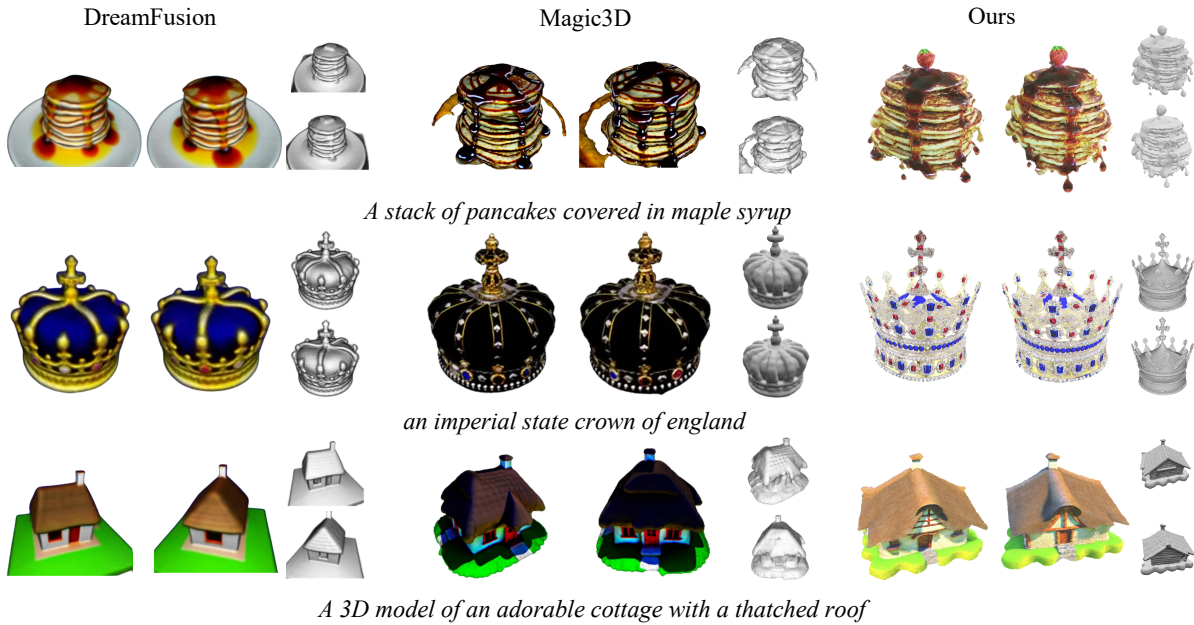 DreamFusion
Magic3D
Ours
A stack of pancakes covered in maple syrup
an imperial state crown of england
A 3D model of an adorable cottage with a thatched roof